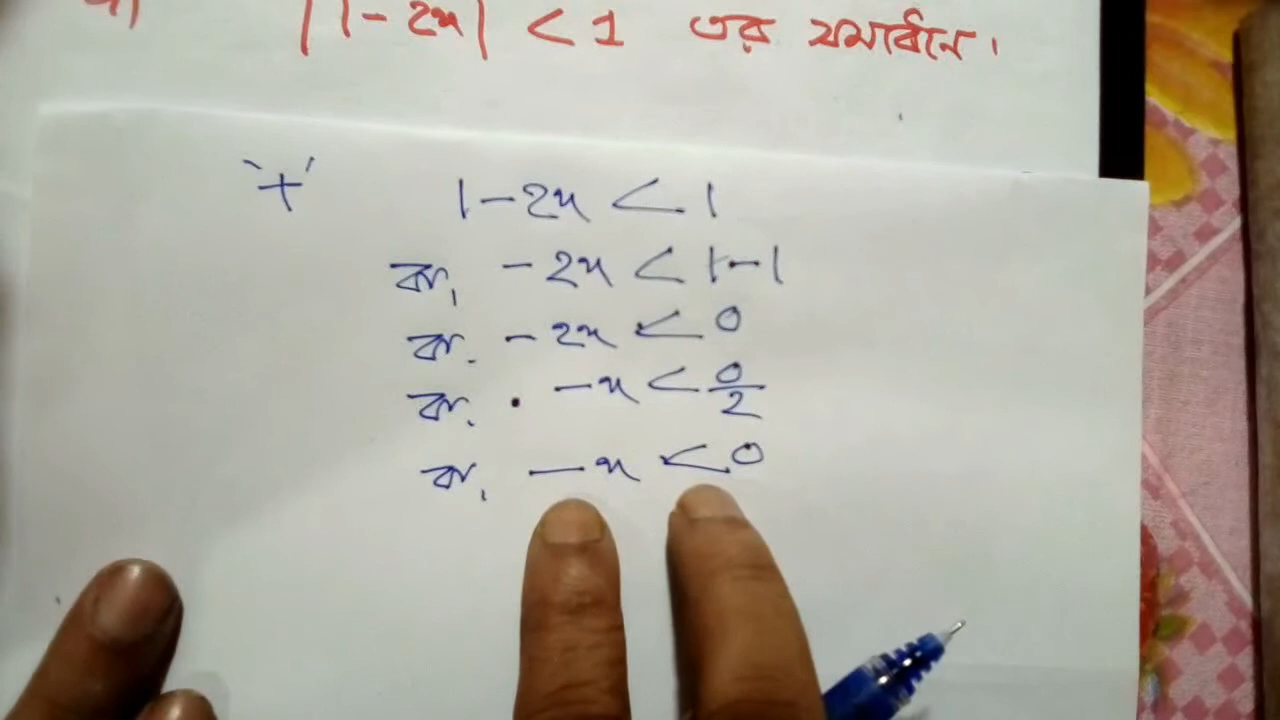 |1-2x| < 1 এর সমাধান।
'+' 1-2x < 1
বা, -2x < 1-1
বা, -2x < 0
বা, -x < 0/2
বা, -x < 0